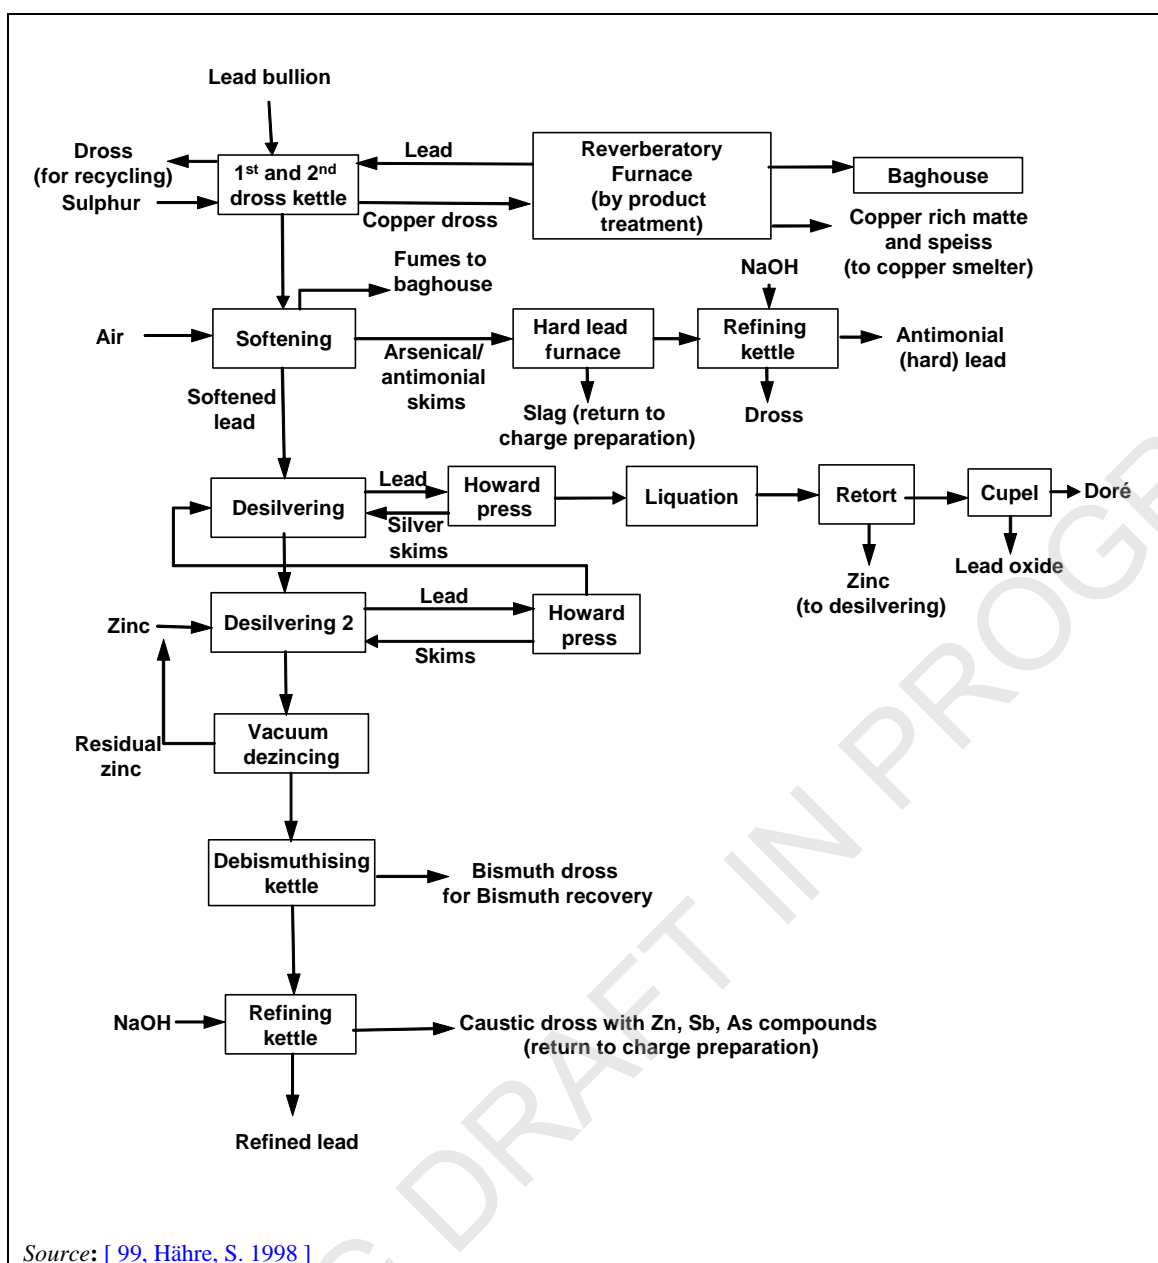 Lead bullion
Dross
(for recycling)
Sulphur
1st and 2nd
dross kettle
Lead
Copper dross
Reverberatory
Furnace
(by product
treatment)
Baghouse
Copper rich matte
and speiss
(to copper smelter)
Fumes to
baghouse
NaOH
Air
Softening
Arsenical/
antimonial
skims
Hard lead
furnace
Refining
kettle
Antimonial
(hard) lead
Softened
lead
Slag (return to
charge preparation)
Dross
Desilvering
Lead
Silver
skims
Howard
press
Liquation
Retort
Cupel
Doré
Zinc
(to desilvering)
Lead oxide
Zinc
Desilvering 2
Lead
Skims
Howard
press
Residual
zinc
Vacuum
dezincing
Debismuthising
kettle
Bismuth dross
for Bismuth recovery
NaOH
Refining
kettle
Caustic dross with Zn, Sb, As compounds
(return to charge preparation)
Refined lead
Source: [ 99, Hähre, S. 1998 ]
DRAFT IN PROGR